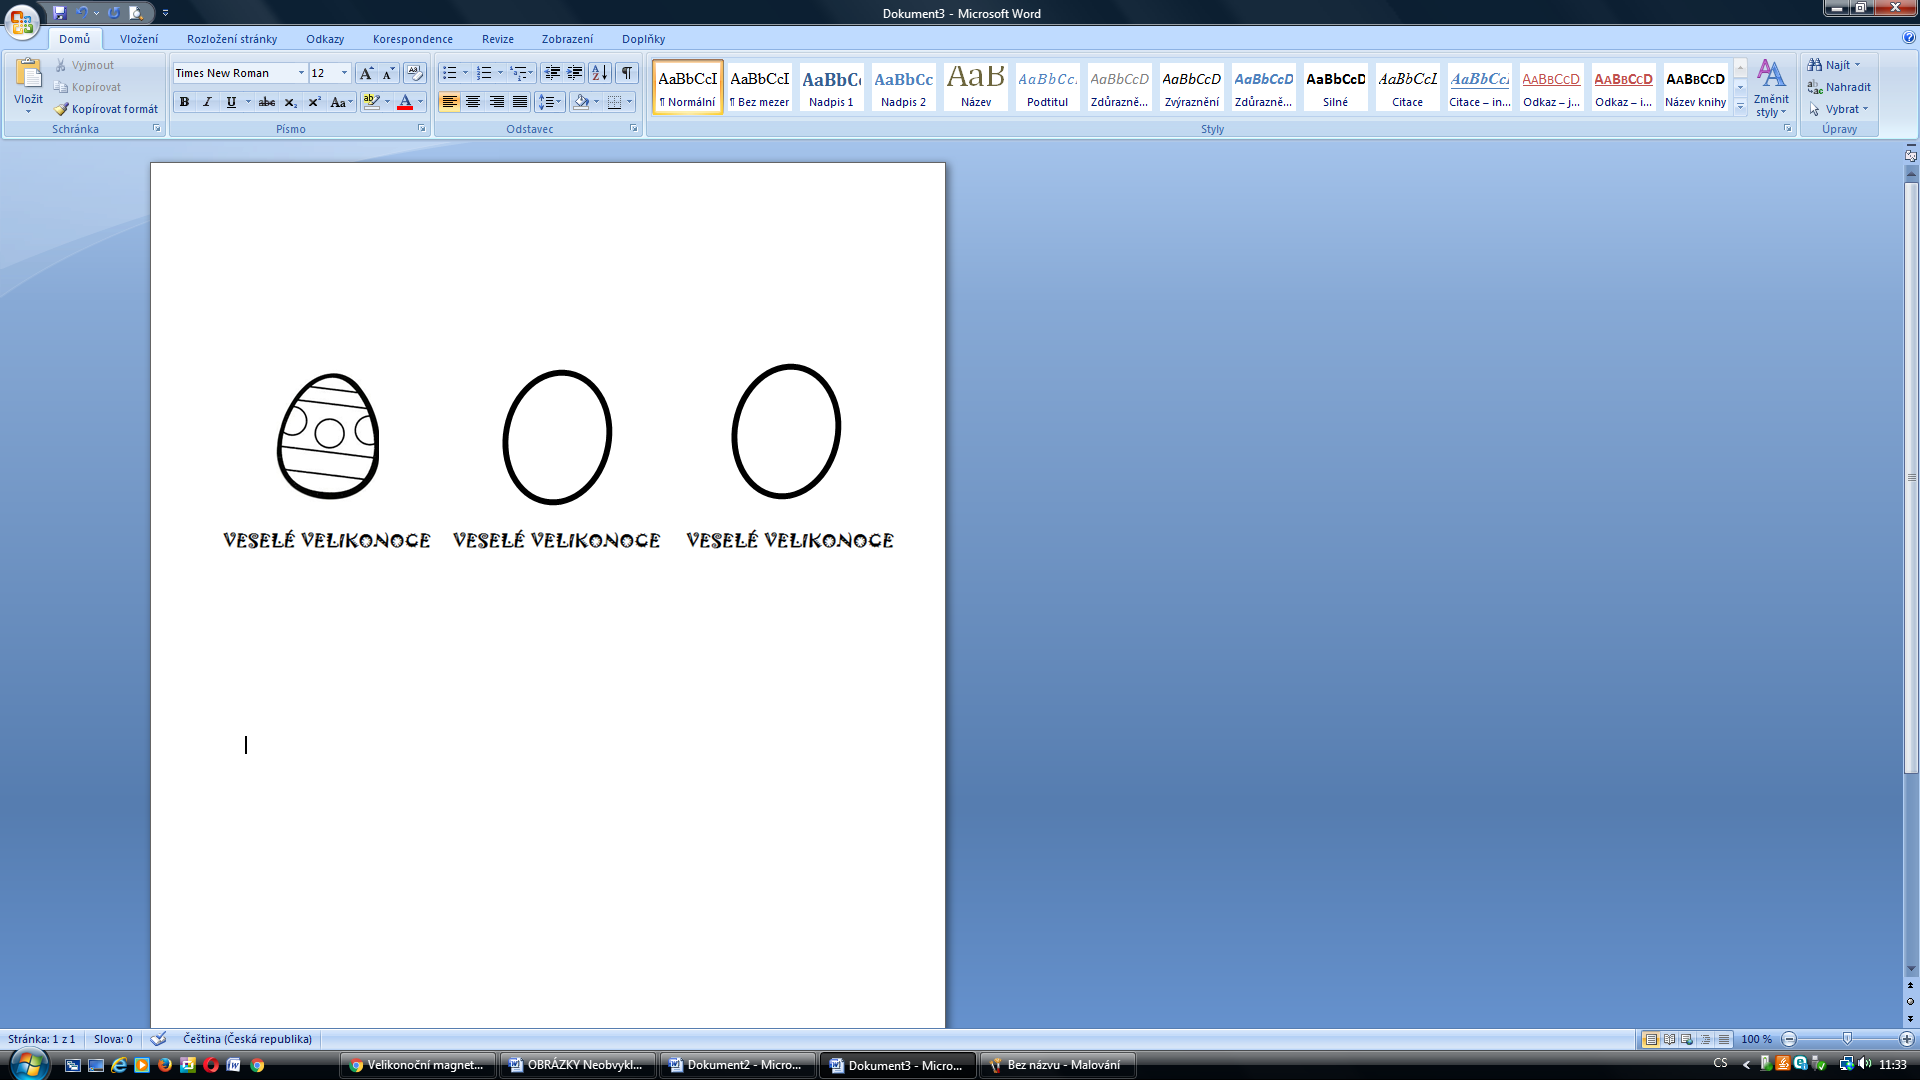 Dokument3 - Microsoft Word
Domů Vložení Rozložení stránky Odkazy Korespondence Revize Zobrazení Doplňky
Vložit
Vyjmout
Kopírovat
Kopírovat formát
Schránka
Times New Roman 12
Písmo
Odstavec
AaBbCcI AaBbCcI AaBbC AaBbCc AaB AaBbCc. AaBbCcD AaBbCcD AaBbCcD AaBbCcD AaBbCcI AaBbCcI AaBbCcD AaBbCcD AaBbCcD
¶ Normální ¶ Bez mezer Nadpis 1 Nadpis 2 Název Podtitul Zdůrazně... Zvýraznění Zdůrazně... Silné Citace Citace – in... Odkaz – j... Odkaz – i... Název knihy
Styly
Změnit styly
Najít
Nahradit
Vybrat
Úpravy
VESELÉ VELIKONOCE VESELÉ VELIKONOCE VESELÉ VELIKONOCE
Stránka: 1 z 1 Slova: 0 Čeština (Česká republika) 100 %
Velikonoční magnet... OBRÁZKY Neobvykl... Dokument2 - Micro... Dokument3 - Micro... Bez názvu - Malování CS 11:33